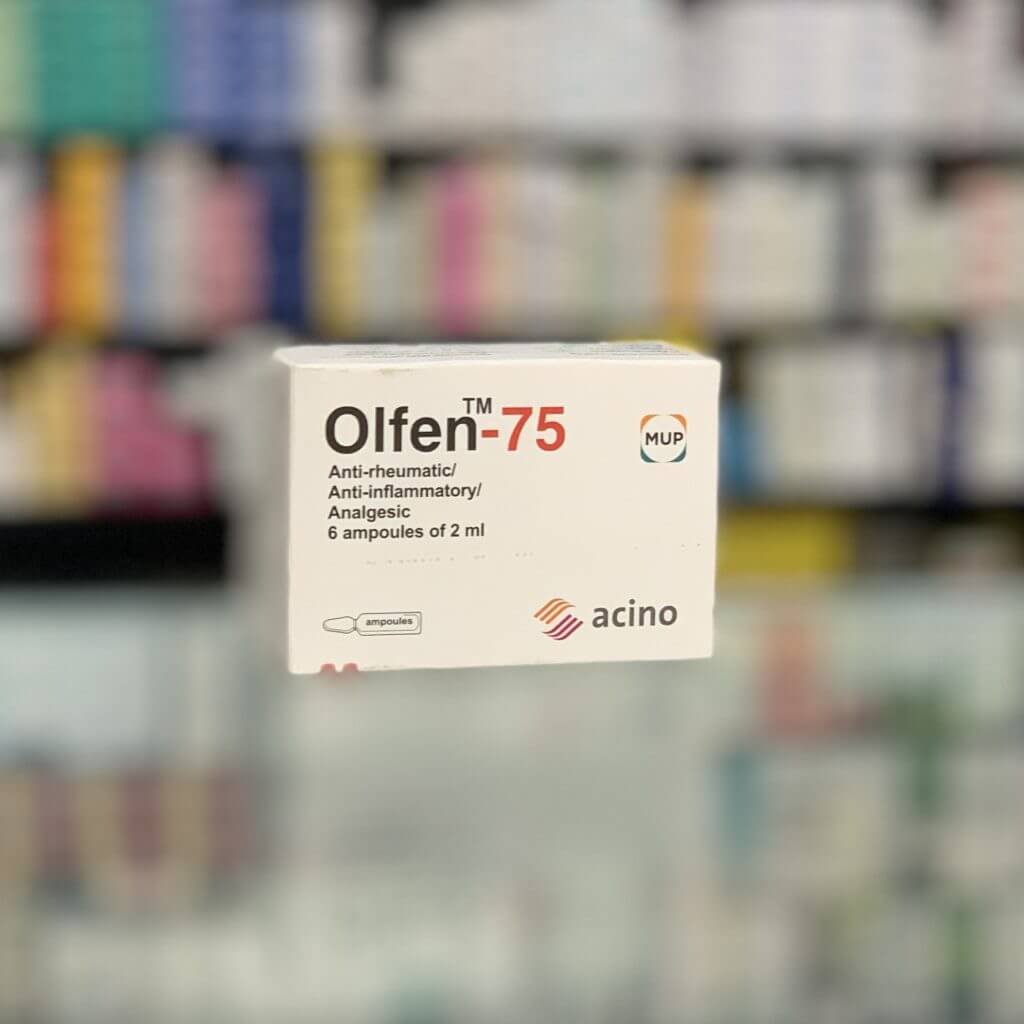 Olfen™-75
MUP
Anti-rheumatic/
Anti-inflammatory/
Analgesic
6 ampoules of 2 ml
ampoules
acino